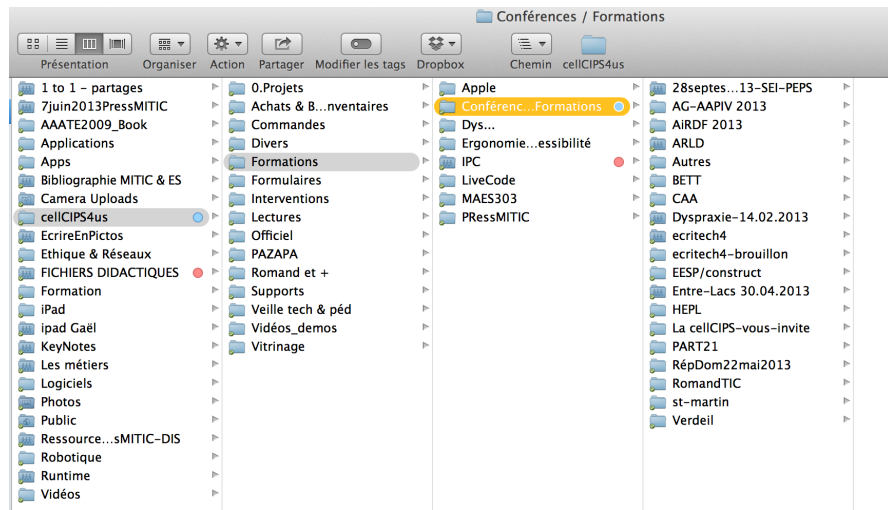 Conférences / Formations
Présentation
Organiser
Action
Partager
Modifier les tags
Dropbox
Chemin
cellCIPS4us
1 to 1 - partages
7juin2013PressMITIC
AAATE2009_Book
Applications
Apps
Bibliographie MITIC & ES
Camera Uploads
cellCIPS4us
EcrireEnPictos
Ethique & Réseaux
FICHIERS DIDACTIQUES
Formation
iPad
ipad Gaël
KeyNotes
Les métiers
Logiciels
Photos
Public
Ressource...sMITIC-DIS
Robotique
Runtime
Vidéos
0.Projets
Achats & B...nventaires
Commandes
Divers
Formations
Formulaires
Interventions
Lectures
Officiel
PAZAPA
Romand et +
Supports
Veille tech & péd
Vidéos_demos
Vitrinage
Apple
Conférenc...Formations
Dys...
Ergonomie...essibilité
IPC
LiveCode
MAES303
PRessMITIC
28septes...13-SEI-PEPS
AG-AAPIV 2013
AiRDF 2013
ARLD
Autres
BETT
CAA
Dyspraxie-14.02.2013
ecritech4
ecritech4-brouillon
EESP/construct
Entre-Lacs 30.04.2013
HEPL
La cellCIPS-vous-invite
PART21
RépDom22mai2013
RomandTIC
st-martin
Verdeil